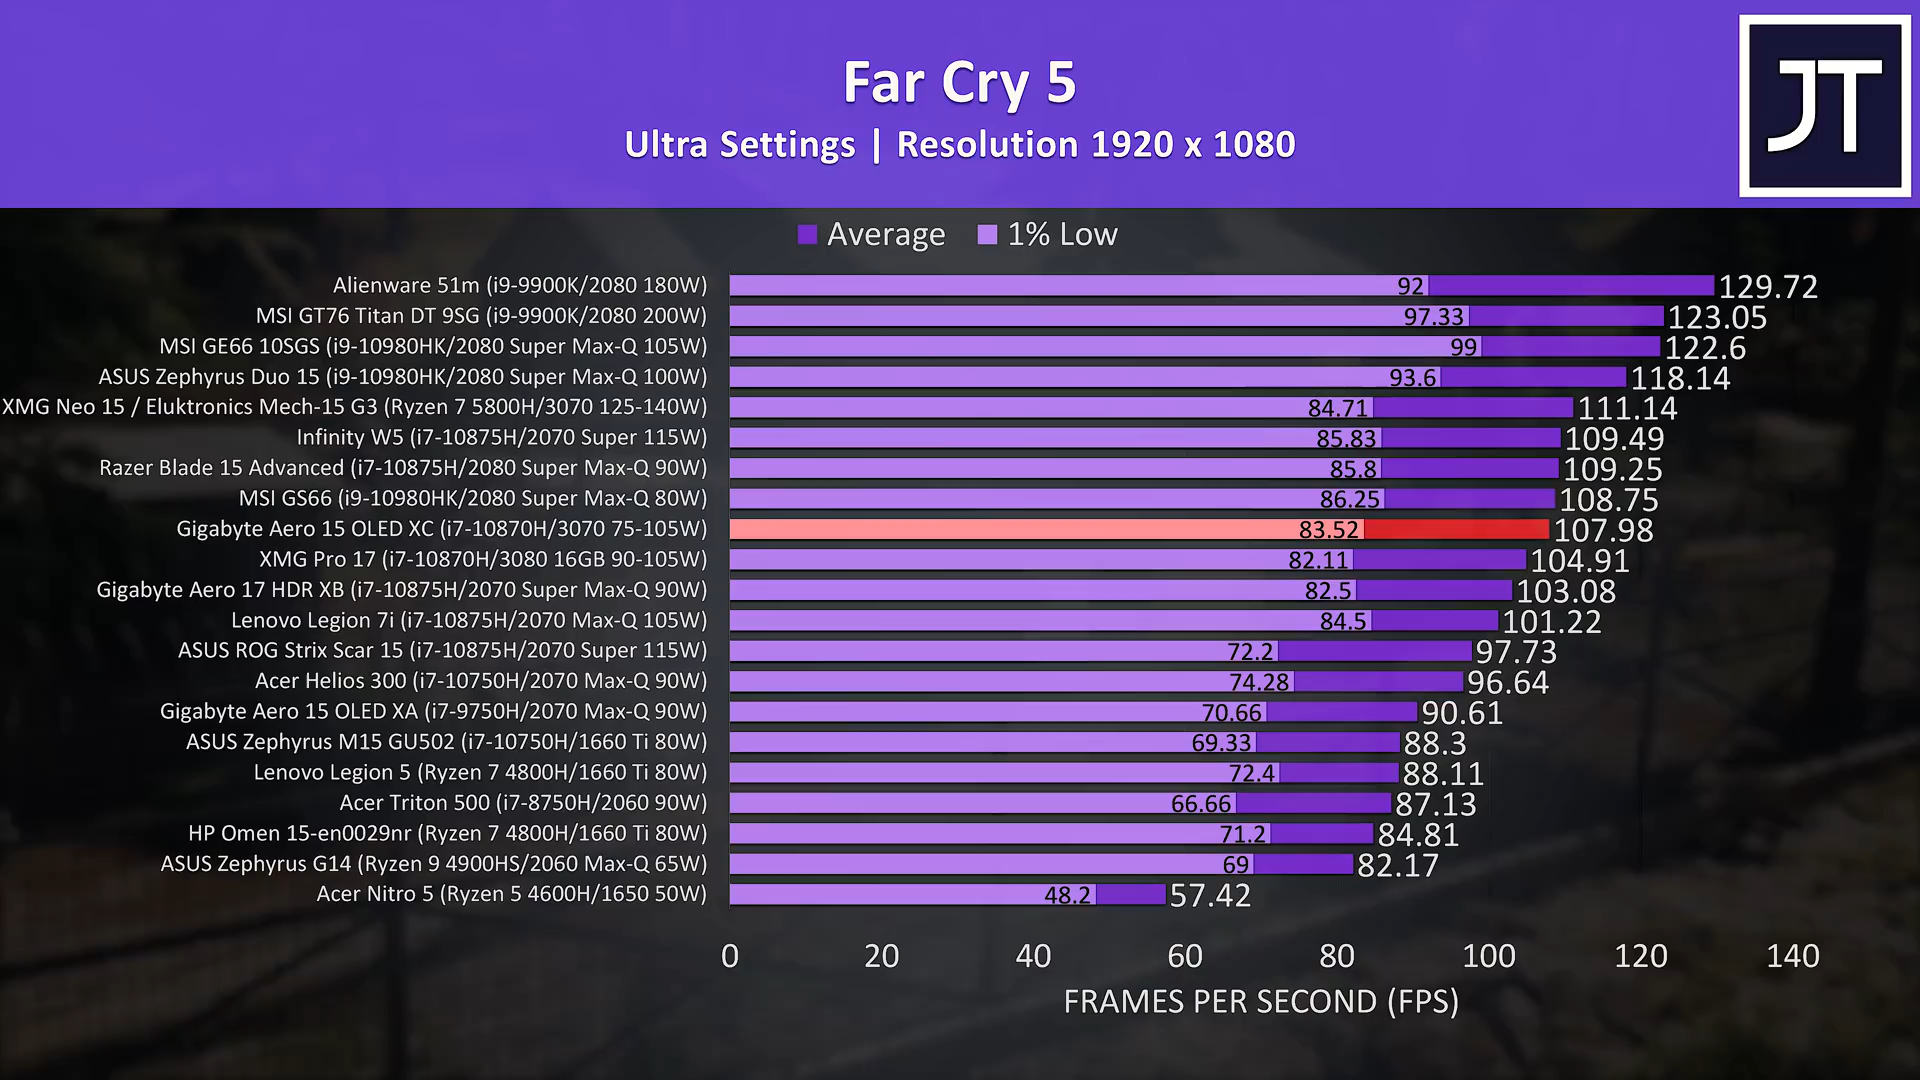 Far Cry 5
Ultra Settings | Resolution 1920 x 1080
JT
Average 1% Low
Alienware 51m (i9-9900K/2080 180W) 92 129.72
MSI GT76 Titan DT 9SG (i9-9900K/2080 200W) 97.33 123.05
MSI GE66 10SGS (i9-10980HK/2080 Super Max-Q 105W) 99 122.6
ASUS Zephyrus Duo 15 (i9-10980HK/2080 Super Max-Q 100W) 93.6 118.14
XMG Neo 15 / Eluktronics Mech-15 G3 (Ryzen 7 5800H/3070 125-140W) 84.71 111.14
Infinity W5 (i7-10875H/2070 Super 115W) 85.83 109.49
Razer Blade 15 Advanced (i7-10875H/2080 Super Max-Q 90W) 85.8 109.25
MSI GS66 (i9-10980HK/2080 Super Max-Q 80W) 86.25 108.75
Gigabyte Aero 15 OLED XC (i7-10870H/3070 75-105W) 83.52 107.98
XMG Pro 17 (i7-10870H/3080 16GB 90-105W) 82.11 104.91
Gigabyte Aero 17 HDR XB (i7-10875H/2070 Super Max-Q 90W) 82.5 103.08
Lenovo Legion 7i (i7-10875H/2070 Max-Q 105W) 84.5 101.22
ASUS ROG Strix Scar 15 (i7-10875H/2070 Super 115W) 72.2 97.73
Acer Helios 300 (i7-10750H/2070 Max-Q 90W) 74.28 96.64
Gigabyte Aero 15 OLED XA (i7-9750H/2070 Max-Q 90W) 70.66 90.61
ASUS Zephyrus M15 GU502 (i7-10750H/1660 Ti 80W) 69.33 88.3
Lenovo Legion 5 (Ryzen 7 4800H/1660 Ti 80W) 72.4 88.11
Acer Triton 500 (i7-8750H/2060 90W) 66.66 87.13
HP Omen 15-en0029nr (Ryzen 7 4800H/1660 Ti 80W) 71.2 84.81
ASUS Zephyrus G14 (Ryzen 9 4900HS/2060 Max-Q 65W) 69 82.17
Acer Nitro 5 (Ryzen 5 4600H/1650 50W) 48.2 57.42
0 20 40 60 80 100 120 140
FRAMES PER SECOND (FPS)